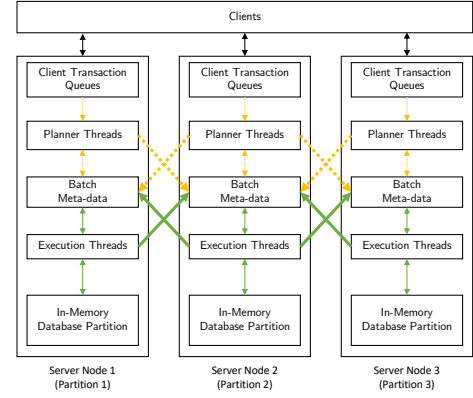 Clients
Client Transaction
Queues
Planner Threads
Batch
Meta-data
Execution Threads
In-Memory
Database Partition
Server Node 1
(Partition 1)
Client Transaction
Queues
Planner Threads
Batch
Meta-data
Execution Threads
In-Memory
Database Partition
Server Node 2
(Partition 2)
Client Transaction
Queues
Planner Threads
Batch
Meta-data
Execution Threads
In-Memory
Database Partition
Server Node 3
(Partition 3)